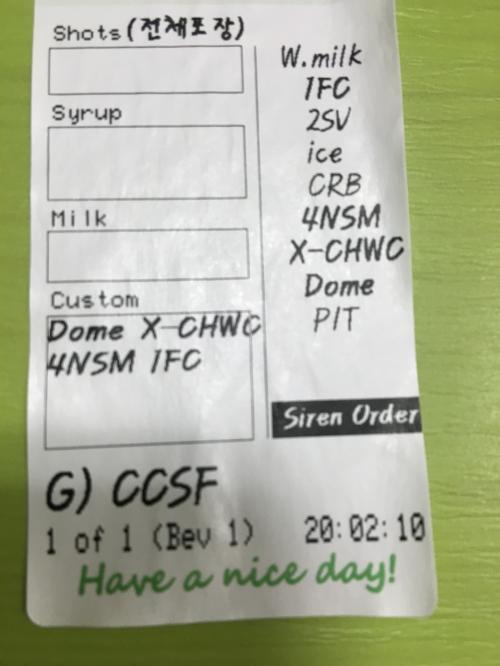 Shots(전체포장)
Syrup
Milk
Custom
Dome X-CHWC
4NSM 1FC
W.milk
1FC
2SV
ice
CRB
4NSM
X-CHWC
Dome
PIT
Siren Order
G) CCSF
1 of 1 (Bev 1) 20:02:10
Have a nice day!